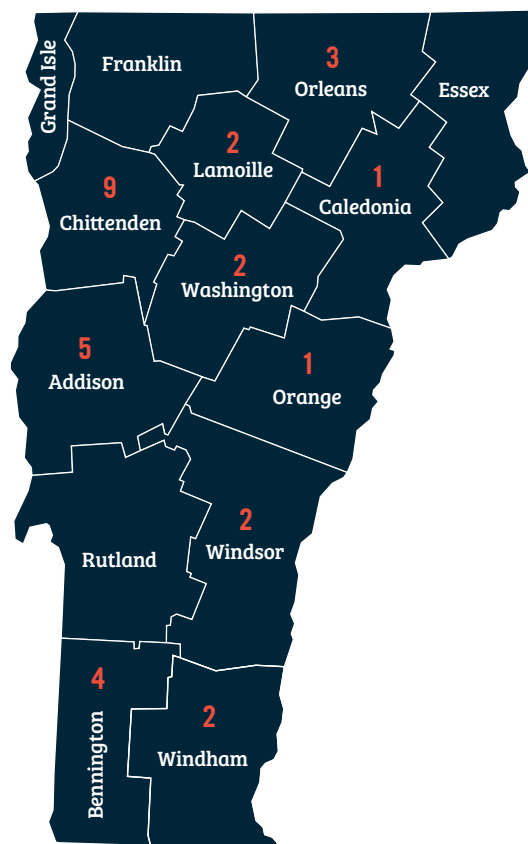 Grand Isle
Franklin
3
Orleans
Essex
2
Lamoille
9
Chittenden
1
Caledonia
2
Washington
5
Addison
1
Orange
2
Windsor
Rutland
4
Bennington
2
Windham